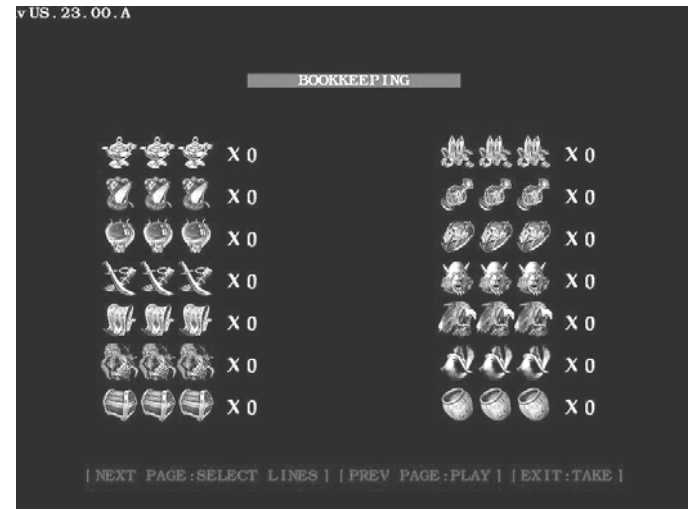 v US.23.00.A
BOOKKEEPING
X 0 X 0
X 0 X 0
X 0 X 0
X 0 X 0
X 0 X 0
X 0 X 0
X 0 X 0
[NEXT PAGE:SELECT LINES] [PREV PAGE:PLAY] [EXIT:TAKE]